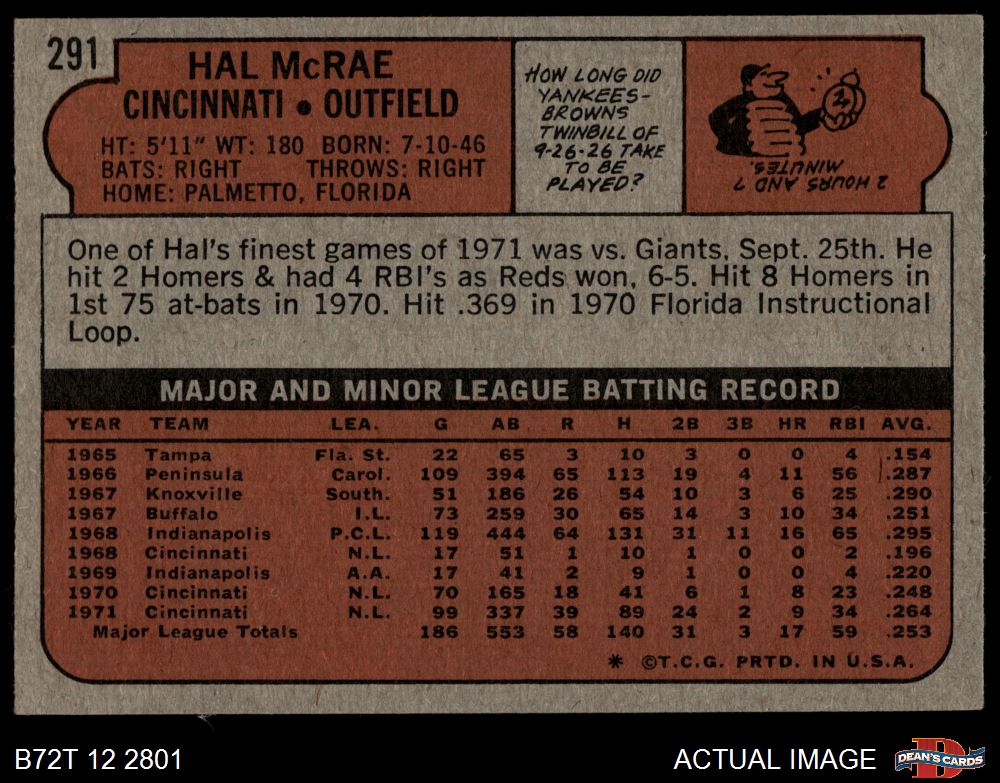 291
HAL McRAE
CINCINNATI • OUTFIELD
HT: 5'11" WT: 180 BORN: 7-10-46
BATS: RIGHT THROWS: RIGHT
HOME: PALMETTO, FLORIDA
HOW LONG DID
YANKEES-
BROWNS
TWINBILL OF
9-26-26 TAKE
TO BE
PLAYED?
2 HOURS AND 7
MINUTES.
One of Hal's finest games of 1971 was vs. Giants, Sept. 25th. He
hit 2 Homers & had 4 RBI's as Reds won, 6-5. Hit 8 Homers in
1st 75 at-bats in 1970. Hit .369 in 1970 Florida Instructional
Loop.
MAJOR AND MINOR LEAGUE BATTING RECORD
YEAR TEAM LEA. G AB R H 2B 3B HR RBI AVG.
1965 Tampa Fla. St. 22 65 3 10 3 0 0 4 .154
1966 Peninsula Carol. 109 394 65 113 19 4 11 56 .287
1967 Knoxville South. 51 186 26 54 10 3 6 25 .290
1967 Buffalo I.L. 73 259 30 65 14 3 10 34 .251
1968 Indianapolis P.C.L. 119 444 64 131 31 11 16 65 .295
1968 Cincinnati N.L. 17 51 1 10 1 0 0 2 .196
1969 Indianapolis A.A. 17 41 2 9 1 0 0 4 .220
1970 Cincinnati N.L. 70 165 18 41 6 1 8 23 .248
1971 Cincinnati N.L. 99 337 39 89 24 2 9 34 .264
Major League Totals 186 553 58 140 31 3 17 59 .253
* ©T.C.G. PRTD. IN U.S.A.
B72T 12 2801
ACTUAL IMAGE
D
DEAN'S CARDS